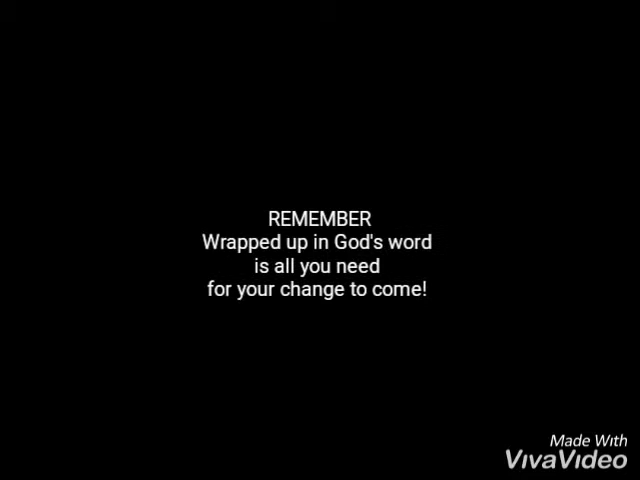 REMEMBER
Wrapped up in God's word
is all you need
for your change to come!
Made With
VivaVideo